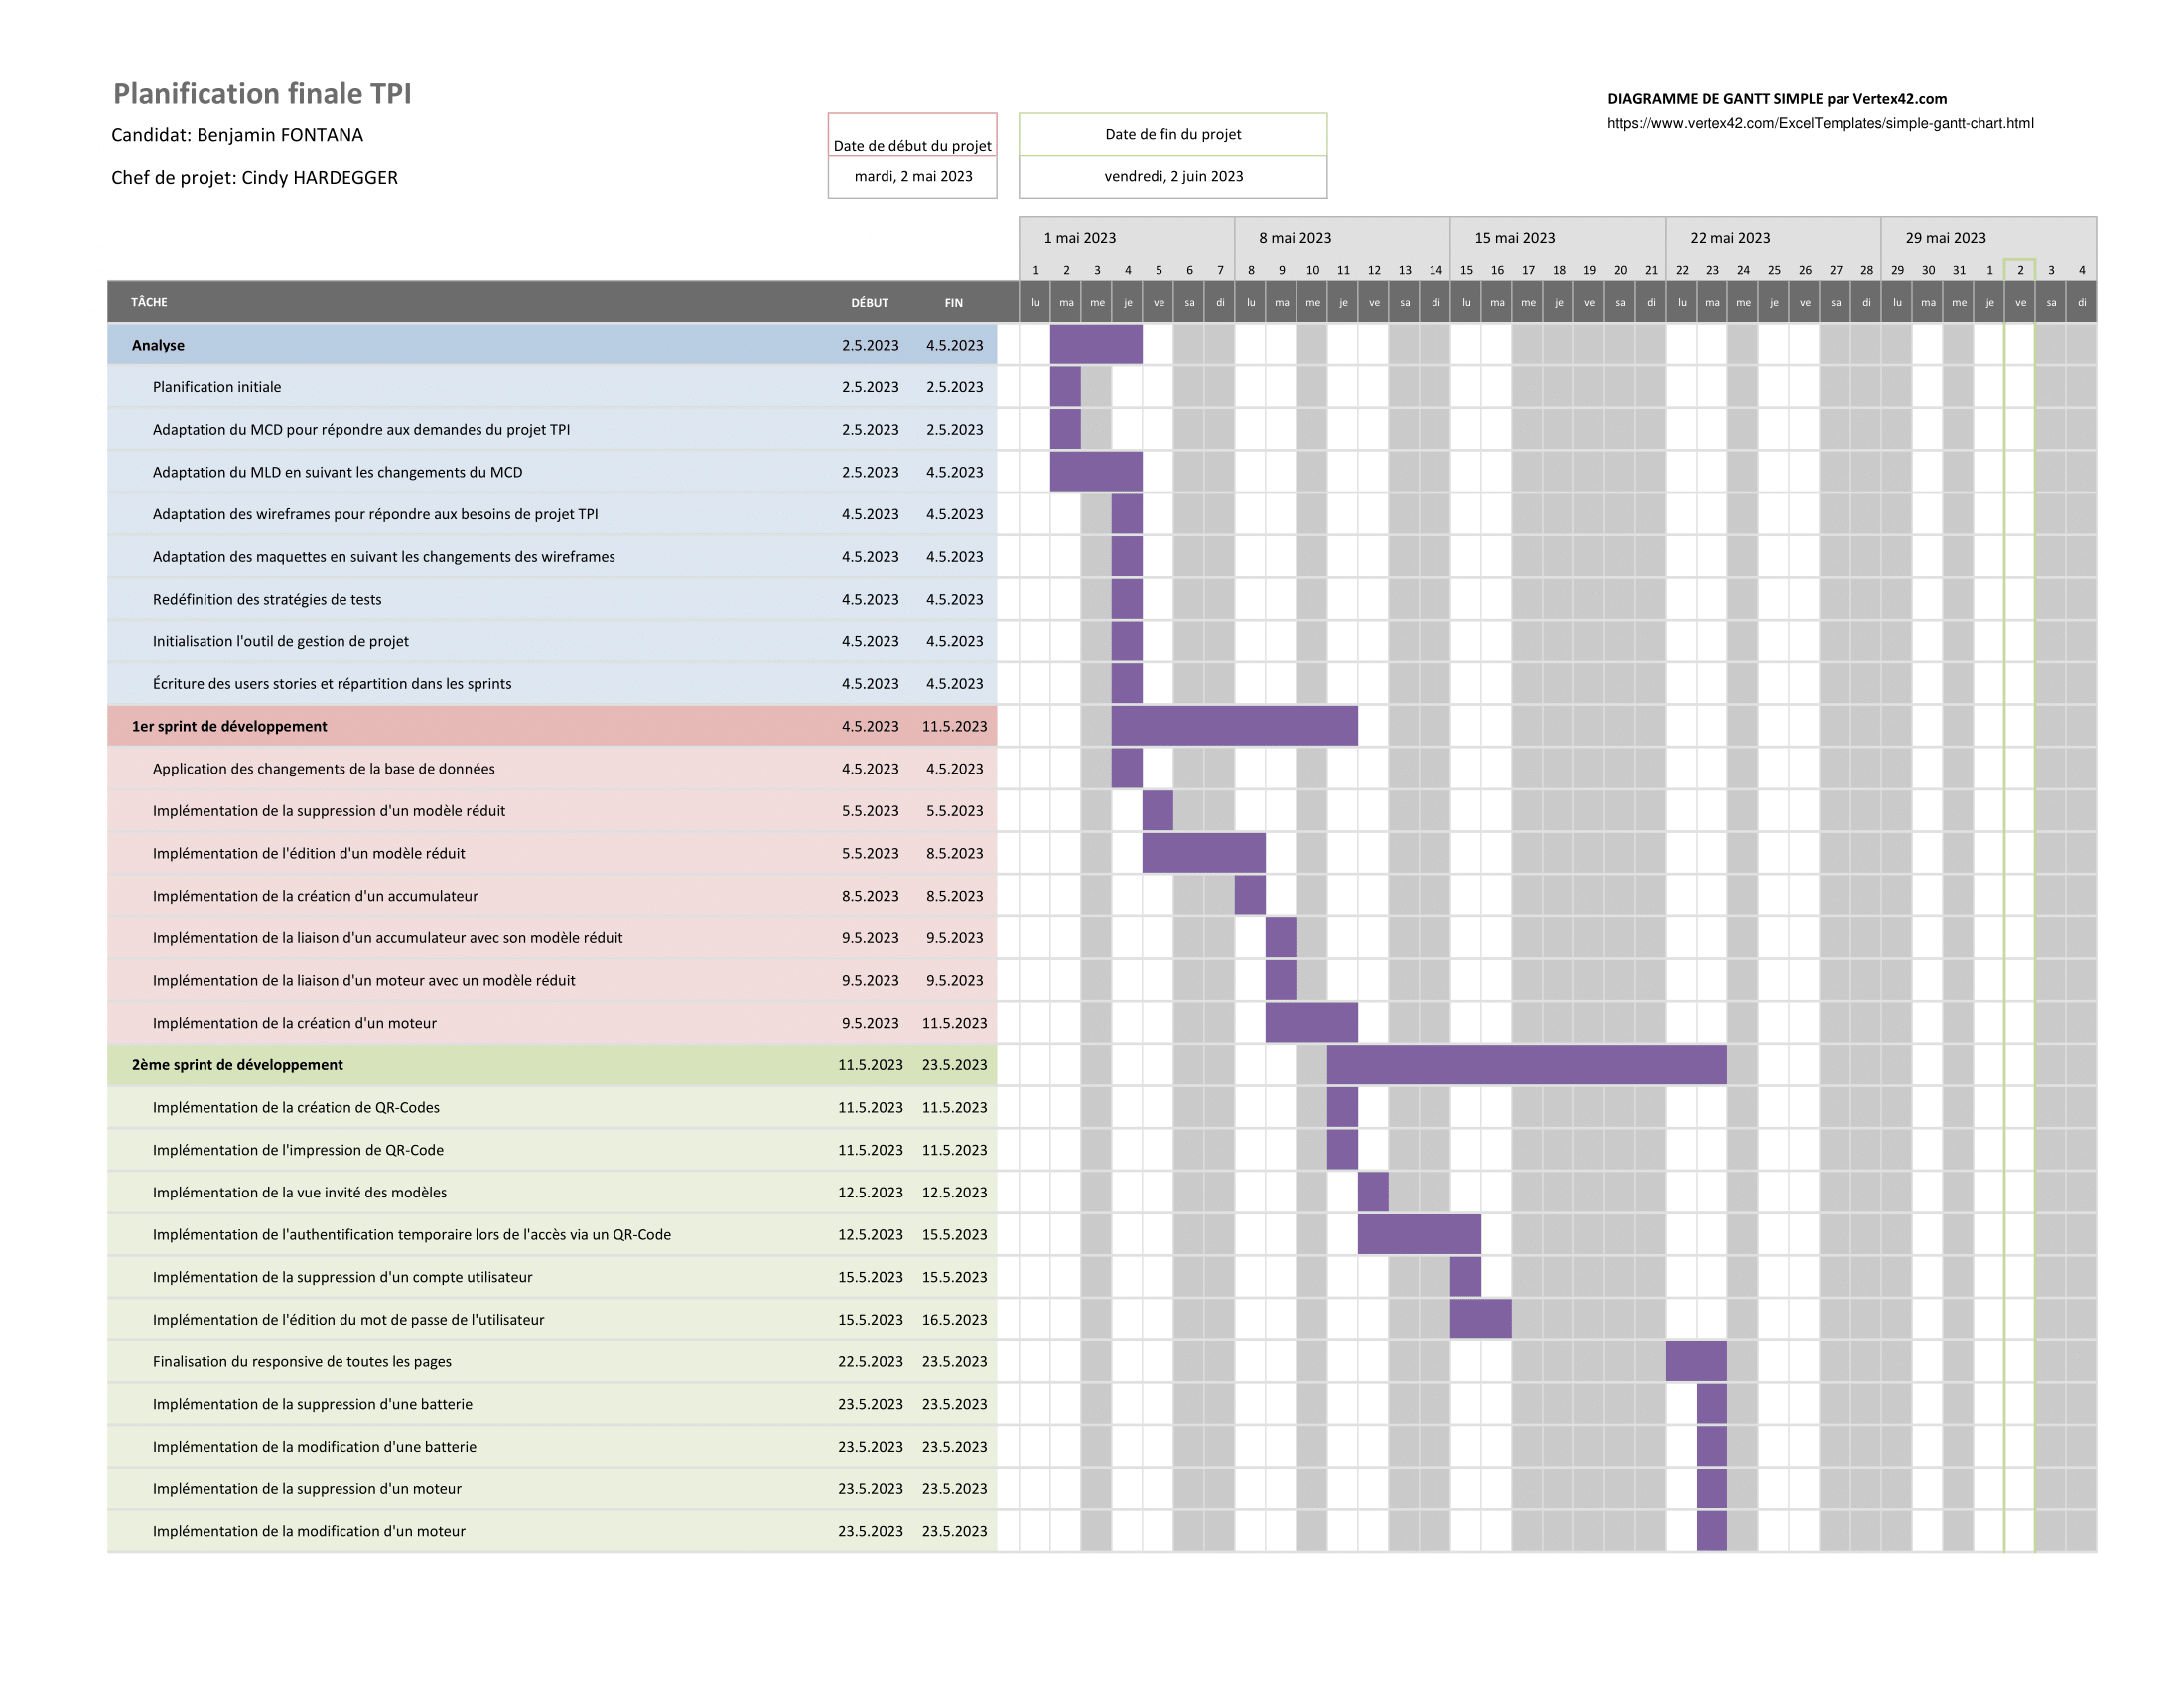 Planification finale TPI
DIAGRAMME DE GANTT SIMPLE par Vertex42.com
https://www.vertex42.com/ExcelTemplates/simple-gantt-chart.html
Candidat: Benjamin FONTANA
Date de début du projet
Date de fin du projet
Chef de projet: Cindy HARDEGGER
mardi, 2 mai 2023
vendredi, 2 juin 2023
1 mai 2023 8 mai 2023 15 mai 2023 22 mai 2023 29 mai 2023
1 2 3 4 5 6 7 8 9 10 11 12 13 14 15 16 17 18 19 20 21 22 23 24 25 26 27 28 29 30 31 1 2 3 4
TÂCHE DÉBUT FIN lu ma me je ve sa di lu ma me je ve sa di lu ma me je ve sa di lu ma me je ve sa di lu ma me je ve sa di
Analyse 2.5.2023 4.5.2023
Planification initiale 2.5.2023 2.5.2023
Adaptation du MCD pour répondre aux demandes du projet TPI 2.5.2023 2.5.2023
Adaptation du MLD en suivant les changements du MCD 2.5.2023 4.5.2023
Adaptation des wireframes pour répondre aux besoins de projet TPI 4.5.2023 4.5.2023
Adaptation des maquettes en suivant les changements des wireframes 4.5.2023 4.5.2023
Redéfinition des stratégies de tests 4.5.2023 4.5.2023
Initialisation l'outil de gestion de projet 4.5.2023 4.5.2023
Écriture des users stories et répartition dans les sprints 4.5.2023 4.5.2023
1er sprint de développement 4.5.2023 11.5.2023
Application des changements de la base de données 4.5.2023 4.5.2023
Implémentation de la suppression d'un modèle réduit 5.5.2023 5.5.2023
Implémentation de l'édition d'un modèle réduit 5.5.2023 8.5.2023
Implémentation de la création d'un accumulateur 8.5.2023 8.5.2023
Implémentation de la liaison d'un accumulateur avec son modèle réduit 9.5.2023 9.5.2023
Implémentation de la liaison d'un moteur avec un modèle réduit 9.5.2023 9.5.2023
Implémentation de la création d'un moteur 9.5.2023 11.5.2023
2ème sprint de développement 11.5.2023 23.5.2023
Implémentation de la création de QR-Codes 11.5.2023 11.5.2023
Implémentation de l'impression de QR-Code 11.5.2023 11.5.2023
Implémentation de la vue invité des modèles 12.5.2023 12.5.2023
Implémentation de l'authentification temporaire lors de l'accès via un QR-Code 12.5.2023 15.5.2023
Implémentation de la suppression d'un compte utilisateur 15.5.2023 15.5.2023
Implémentation de l'édition du mot de passe de l'utilisateur 15.5.2023 16.5.2023
Finalisation du responsive de toutes les pages 22.5.2023 23.5.2023
Implémentation de la suppression d'une batterie 23.5.2023 23.5.2023
Implémentation de la modification d'une batterie 23.5.2023 23.5.2023
Implémentation de la suppression d'un moteur 23.5.2023 23.5.2023
Implémentation de la modification d'un moteur 23.5.2023 23.5.2023